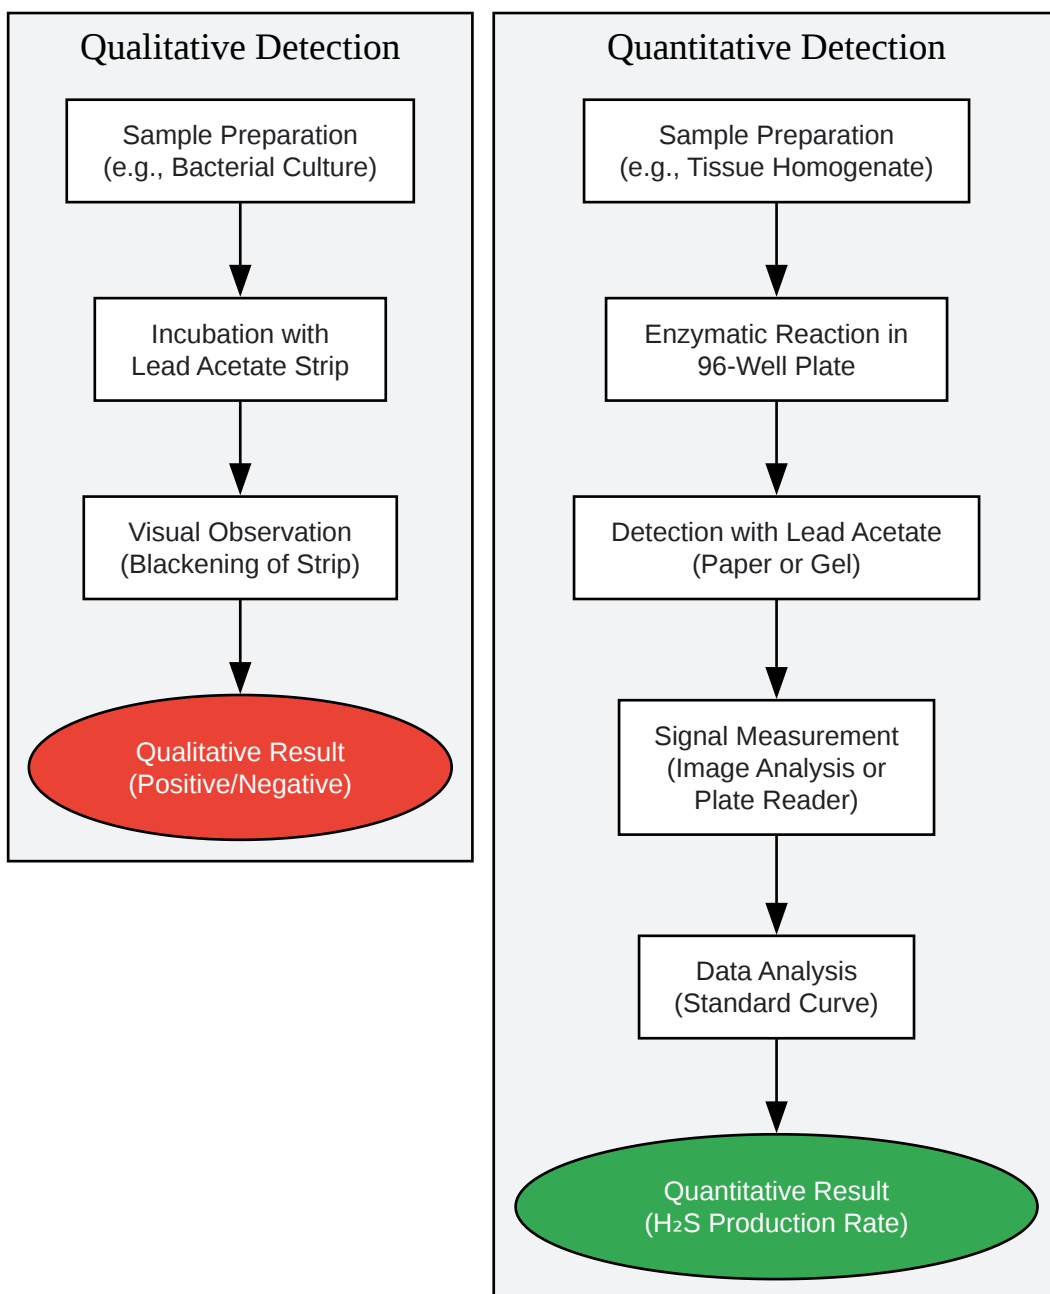 Qualitative Detection
Sample Preparation
(e.g., Bacterial Culture)
Incubation with
Lead Acetate Strip
Visual Observation
(Blackening of Strip)
Qualitative Result
(Positive/Negative)
Quantitative Detection
Sample Preparation
(e.g., Tissue Homogenate)
Enzymatic Reaction in
96-Well Plate
Detection with Lead Acetate
(Paper or Gel)
Signal Measurement
(Image Analysis or
Plate Reader)
Data Analysis
(Standard Curve)
Quantitative Result
(H₂S Production Rate)